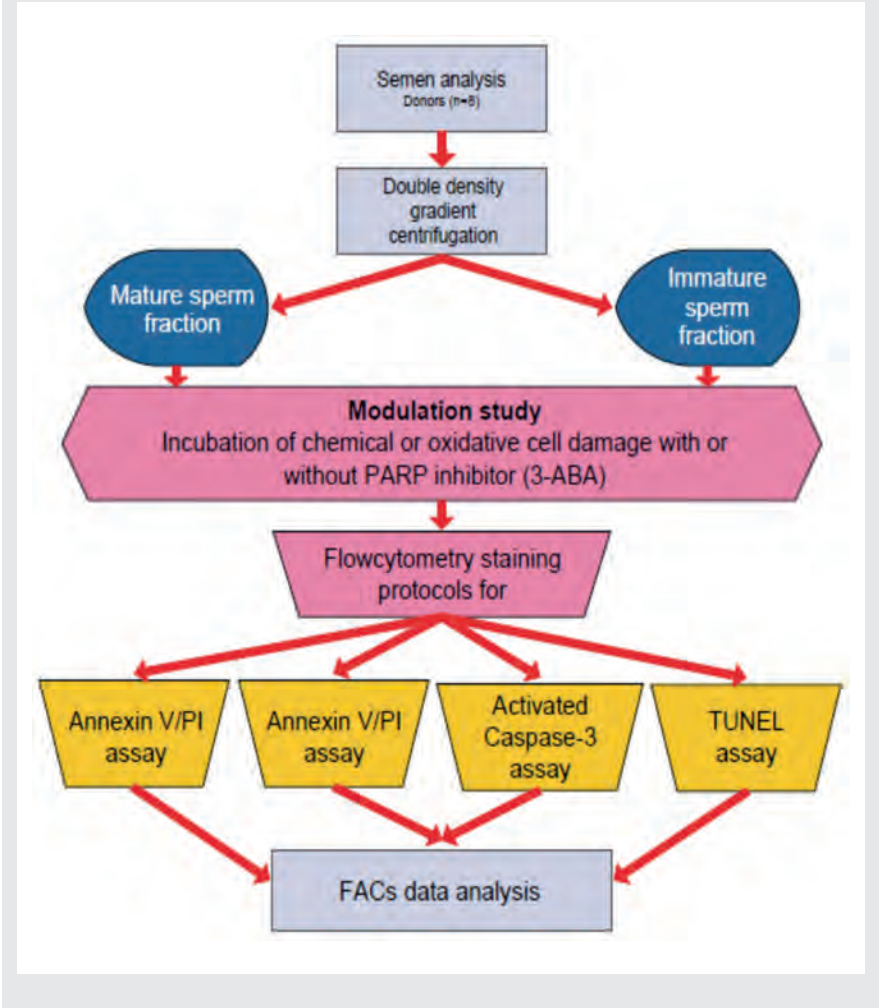 Semen analysis
Donors (n=8)
Double density
gradient
centrifugation
Mature sperm
fraction
Immature
sperm
fraction
Modulation study
Incubation of chemical or oxidative cell damage with or
without PARP inhibitor (3-ABA)
Flowcytometry staining
protocols for
Annexin V/PI
assay
Annexin V/PI
assay
Activated
Caspase-3
assay
TUNEL
assay
FACs data analysis